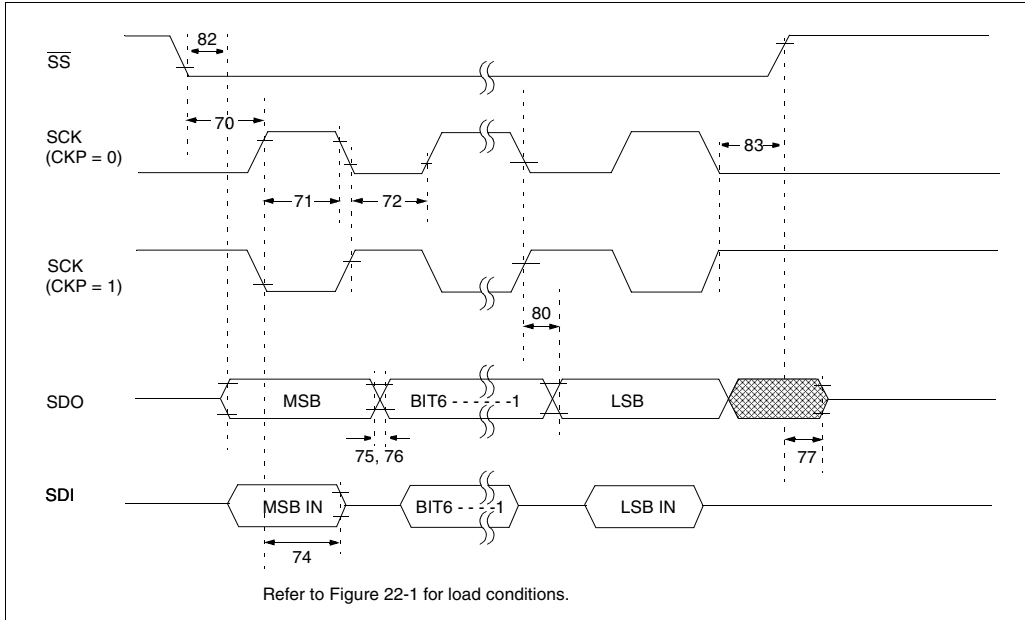 82
SS
70
SCK
(CKP = 0)
83
71
72
SCK
(CKP = 1)
80
SDO
MSB
BIT6 - - - - - -1
LSB
75, 76
77
SDI
MSB IN
BIT6 - - - -1
LSB IN
74
Refer to Figure 22-1 for load conditions.